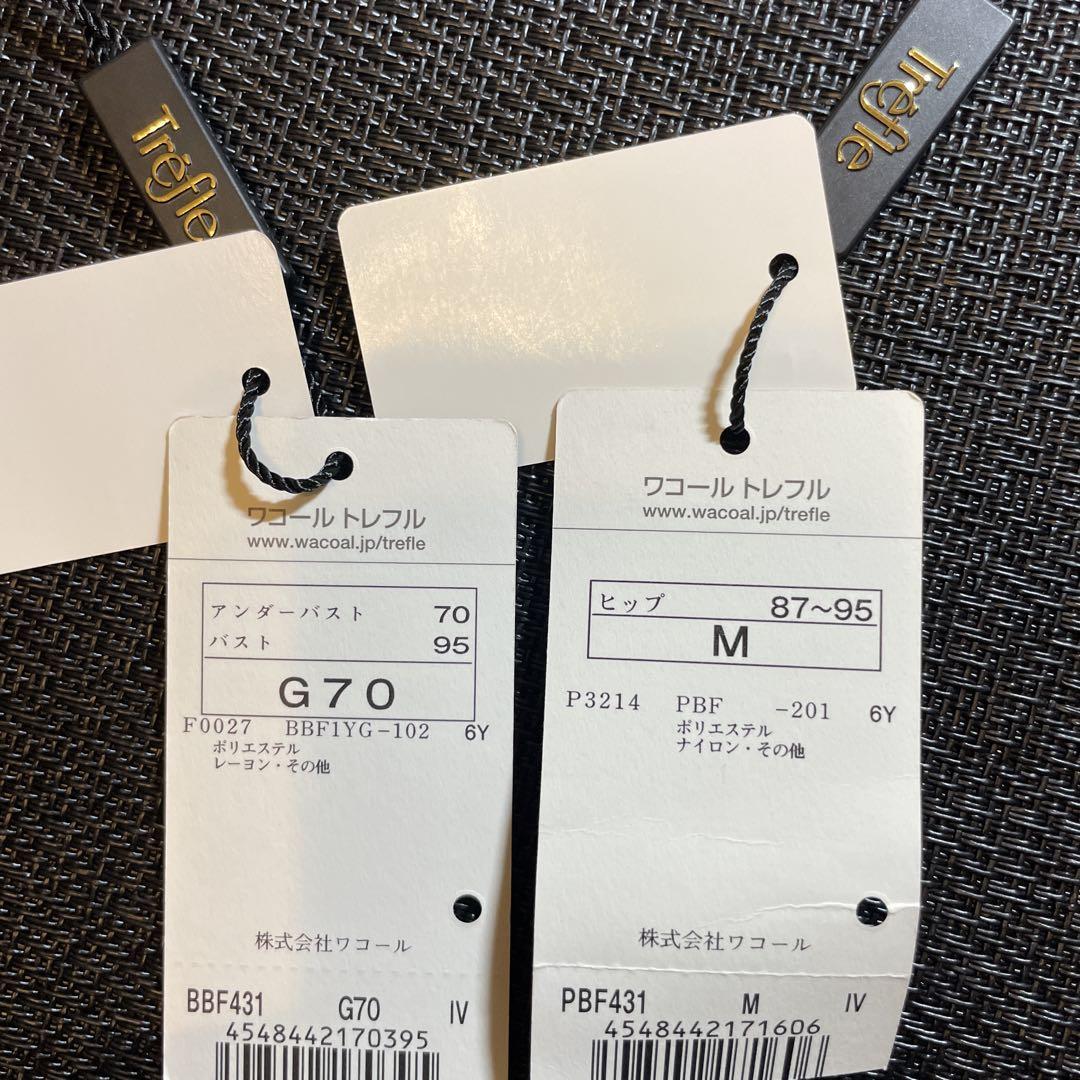 Tréfle
Tréfle
ワコール トレフル
www.wacoal.jp/trefle
アンダーバスト 70
バスト 95
G70
F0027 BBF1YG-102 6Y
ポリエステル
レーヨン・その他
株式会社ワコール
BBF431 G70 IV
4548442170395
ワコール トレフル
www.wacoal.jp/trefle
ヒップ 87〜95
M
P3214 PBF -201 6Y
ポリエステル
ナイロン・その他
株式会社ワコール
PBF431 M IV
4548442171606